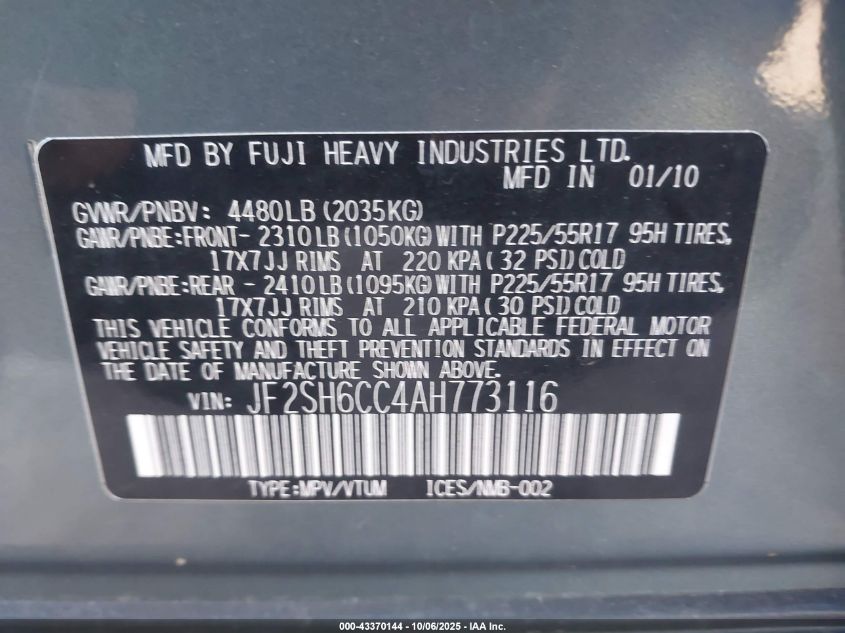 MFD BY FUJI HEAVY INDUSTRIES LTD.
MFD IN 01/10
GVWR/PNBV: 4480LB(2035KG)
GAWR/PNBE:FRONT- 2310LB(1050KG)WITH P225/55R17 95H TIRES,
17X7JJ RIMS AT 220 KPA(32 PSI)COLD
GAWR/PNBE:REAR - 2410LB(1095KG)WITH P225/55R17 95H TIRES,
17X7JJ RIMS AT 210 KPA(30 PSI)COLD
THIS VEHICLE CONFORMS TO ALL APPLICABLE FEDERAL MOTOR
VEHICLE SAFETY AND THEFT PREVENTION STANDARDS IN EFFECT ON
THE DATE OF MANUFACTURE SHOWN ABOVE.
VIN: JF2SH6CC4AH773116
TYPE:MPV/VTUM ICES/NMB-002
000-43370144 - 10/06/2025 - IAA Inc.